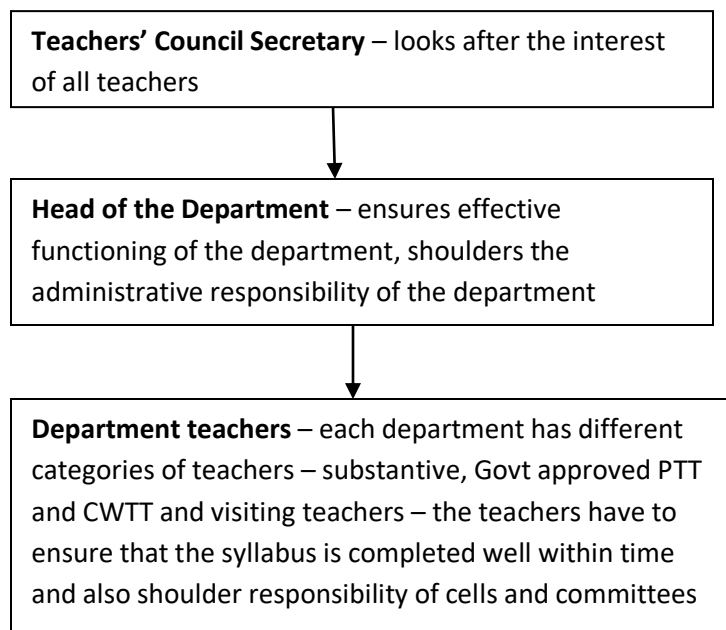 Teachers’ Council Secretary – looks after the interest
of all teachers
Head of the Department – ensures effective
functioning of the department, shoulders the
administrative responsibility of the department
Department teachers – each department has different
categories of teachers – substantive, Govt approved PTT
and CWTT and visiting teachers – the teachers have to
ensure that the syllabus is completed well within time
and also shoulder responsibility of cells and committees